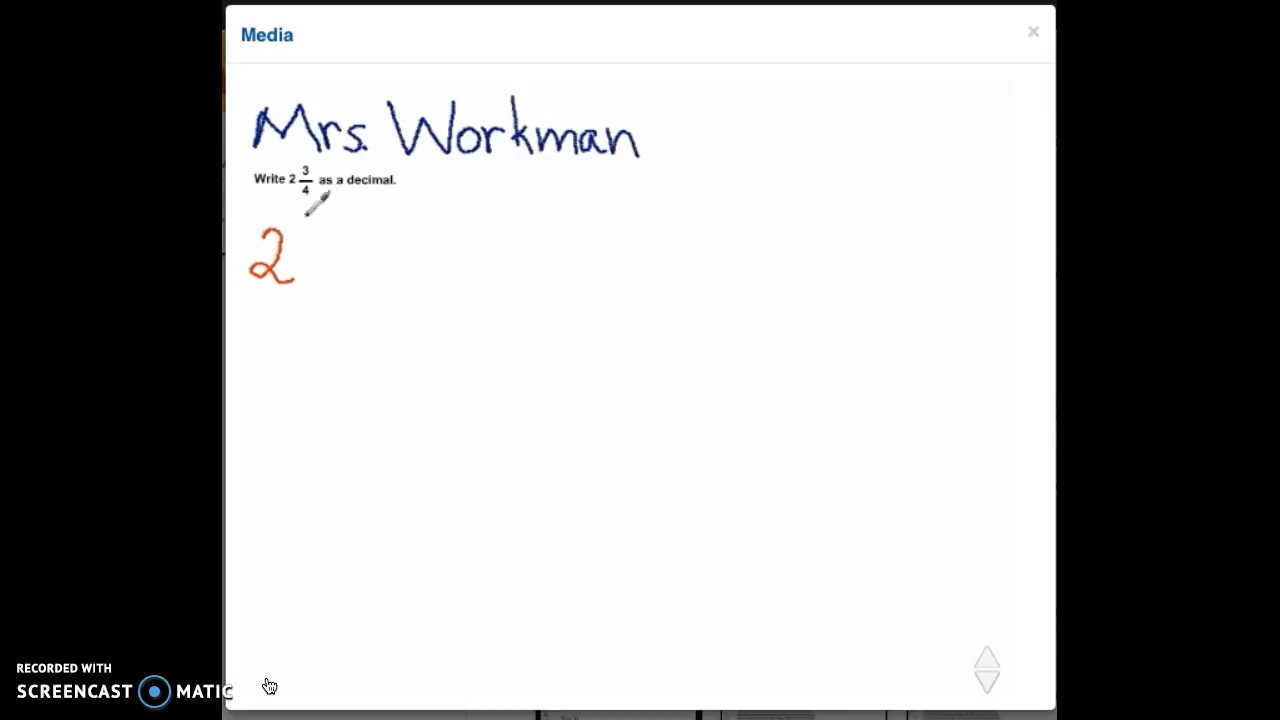 Media
×
Mrs. Workman
Write 2 3/4 as a decimal.
2
RECORDED WITH
SCREENCAST MATIC